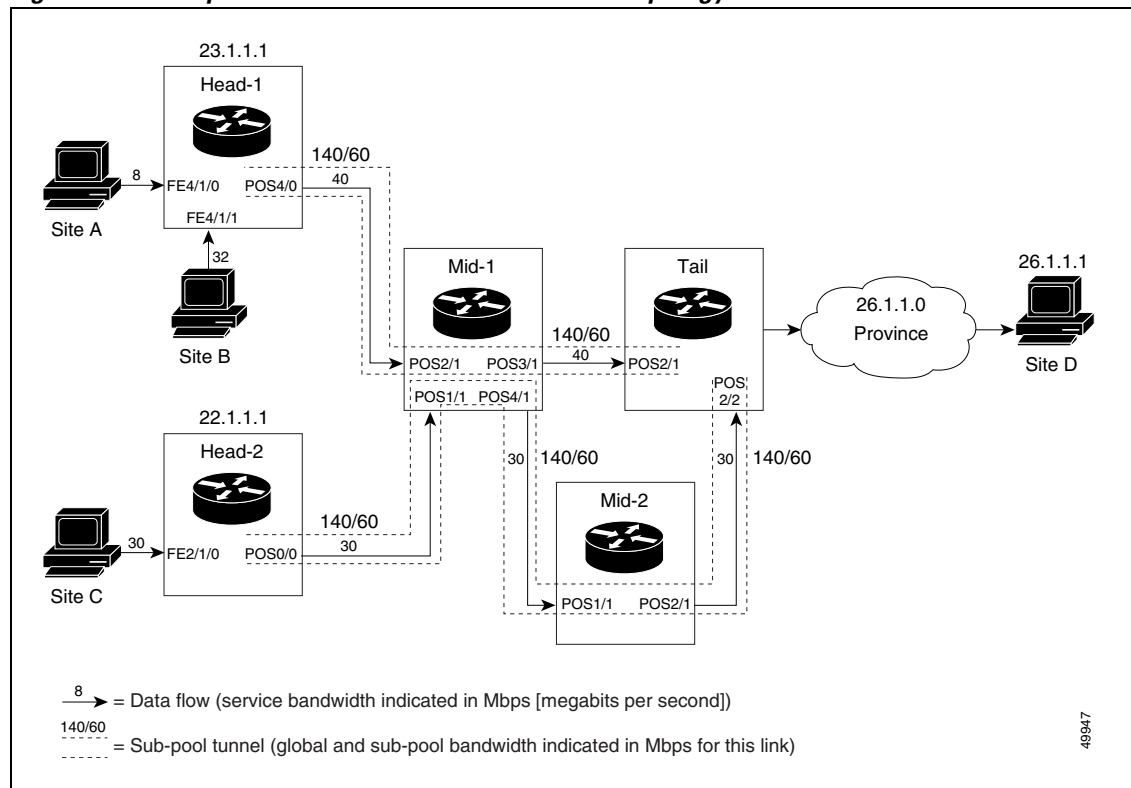 23.1.1.1
Head-1
140/60
8
FE4/1/0
POS4/0
40
Site A
FE4/1/1
32
Site B
Mid-1
Tail
26.1.1.1
26.1.1.0
Province
140/60
POS2/1
POS3/1
40
POS2/1
Site D
POS1/1
POS4/1
POS
2/2
22.1.1.1
Head-2
30
140/60
30
140/60
Mid-2
140/60
30
FE2/1/0
POS0/0
30
Site C
POS1/1
POS2/1
8
= Data flow (service bandwidth indicated in Mbps [megabits per second])
140/60
= Sub-pool tunnel (global and sub-pool bandwidth indicated in Mbps for this link)
49947